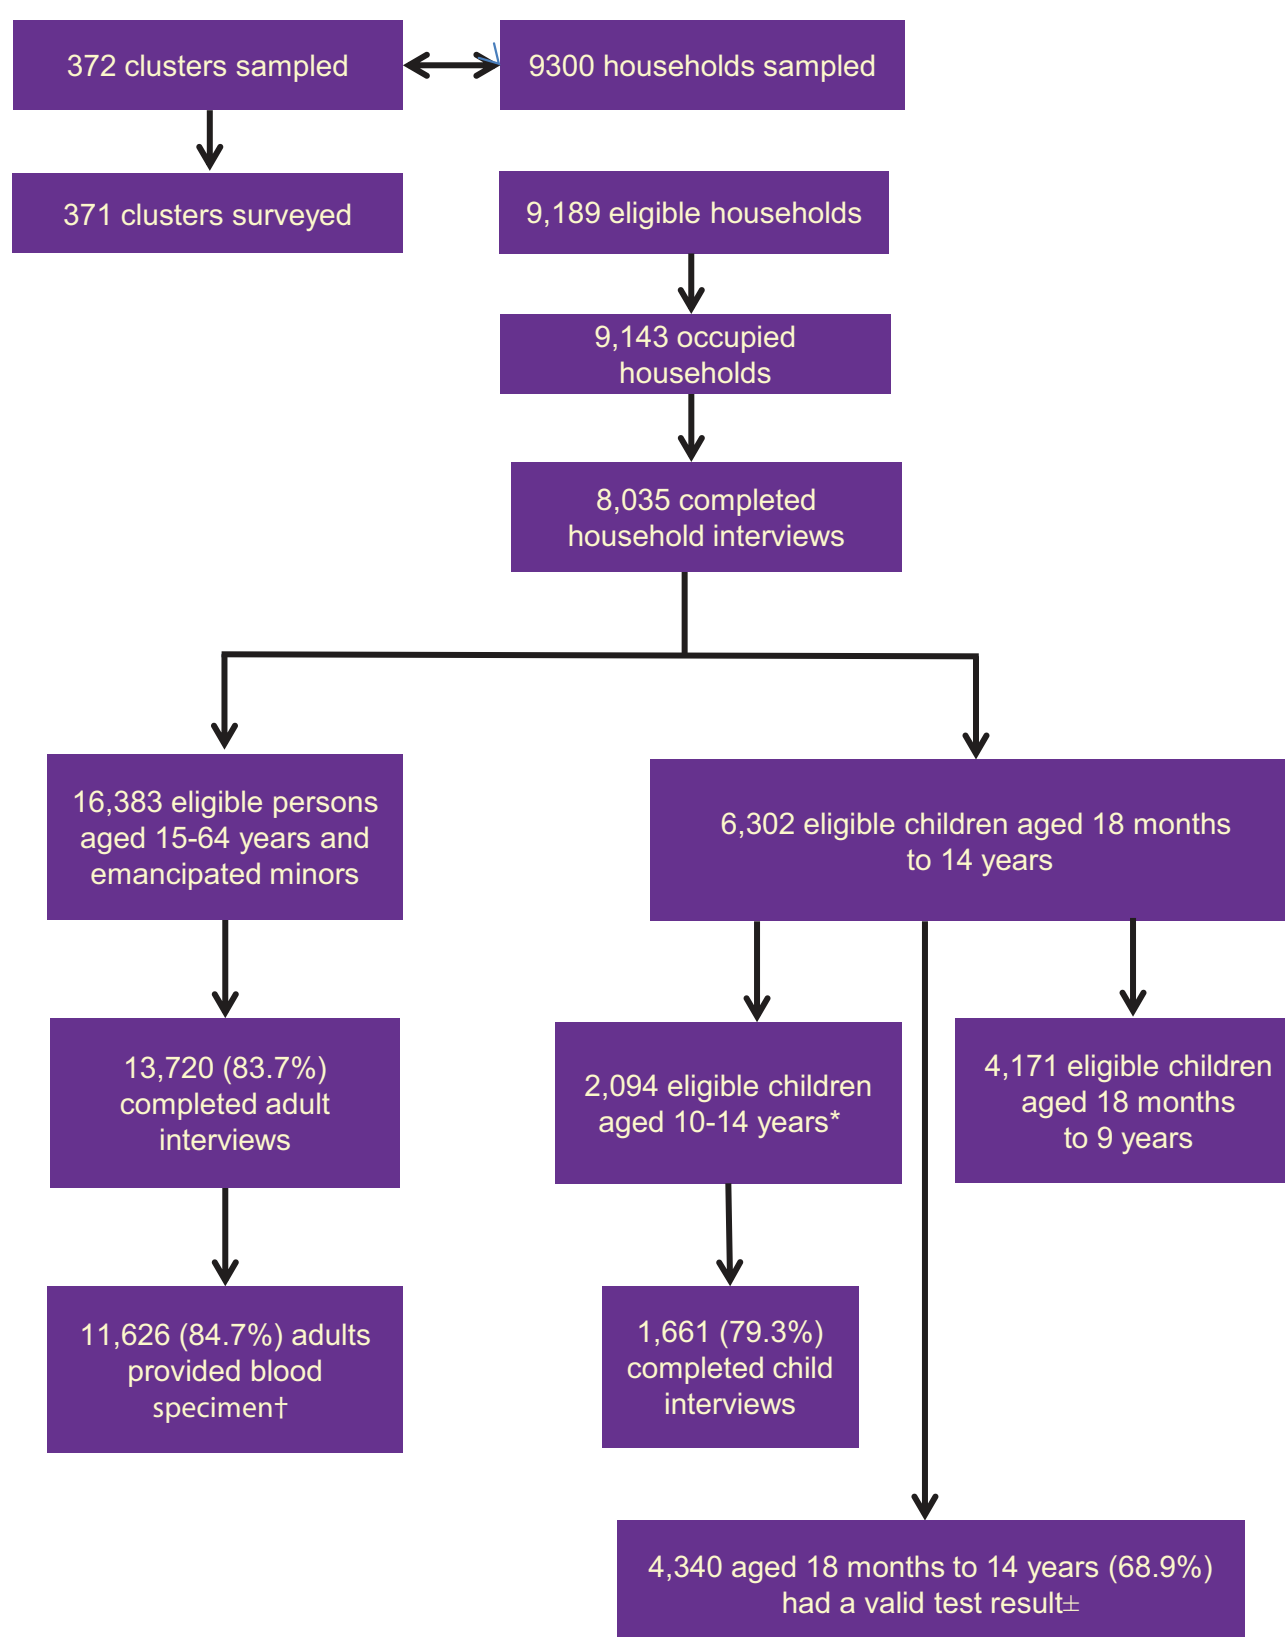 372 clusters sampled
9300 households sampled
371 clusters surveyed
9,189 eligible households
9,143 occupied
households
8,035 completed
household interviews
16,383 eligible persons
aged 15-64 years and
emancipated minors
6,302 eligible children aged 18 months
to 14 years
13,720 (83.7%)
completed adult
interviews
2,094 eligible children
aged 10-14 years*
4,171 eligible children
aged 18 months
to 9 years
11,626 (84.7%) adults
provided blood
specimen†
1,661 (79.3%)
completed child
interviews
4,340 aged 18 months to 14 years (68.9%)
had a valid test result±